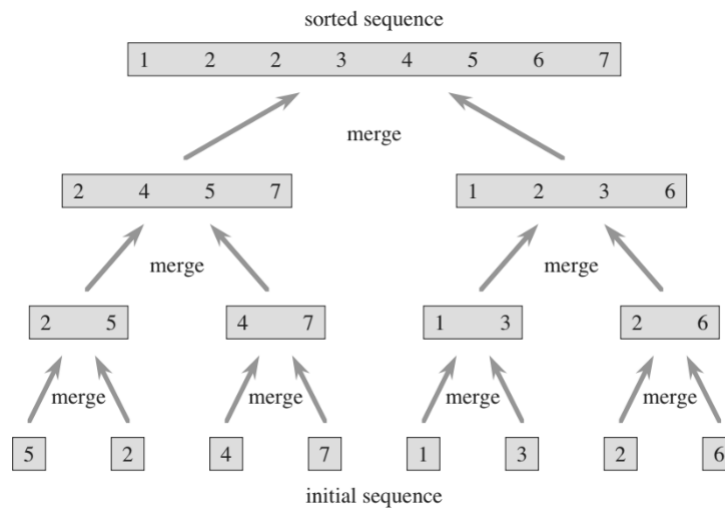 sorted sequence
1 2 2 3 4 5 6 7
merge
2 4 5 7 1 2 3 6
merge merge
2 5 4 7 1 3 2 6
merge merge merge merge
5 2 4 7 1 3 2 6
initial sequence